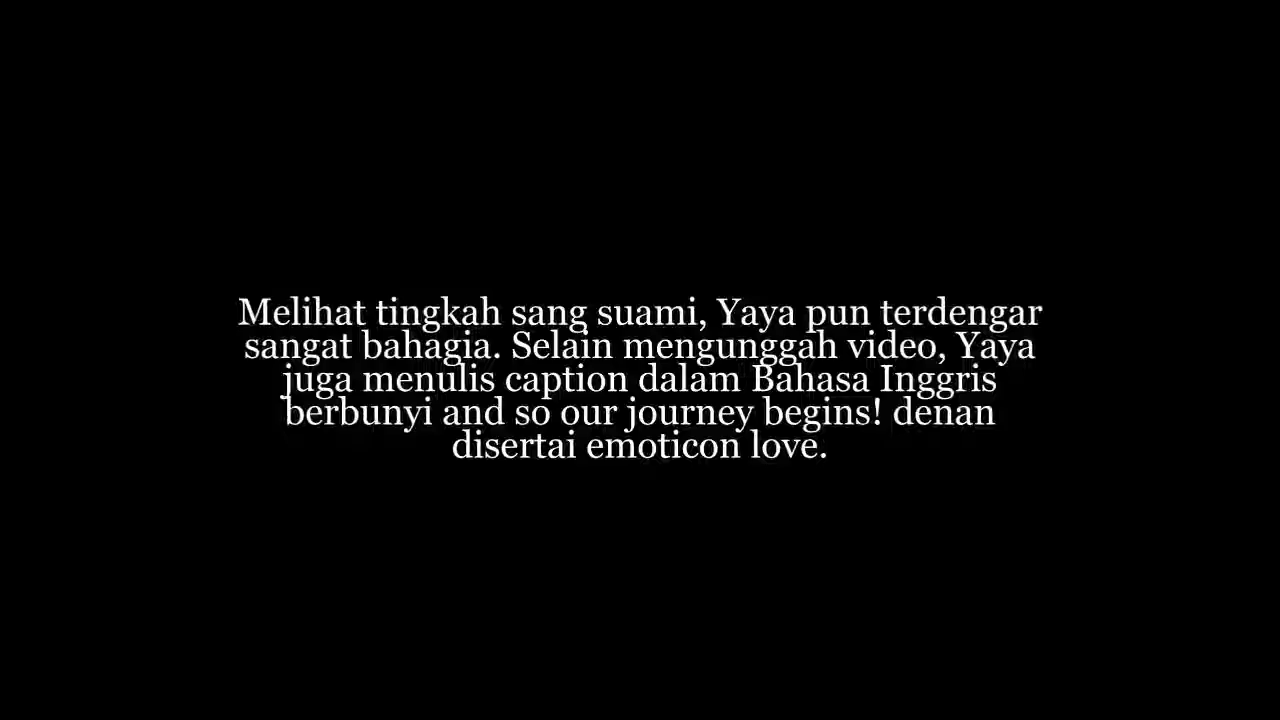 Melihat tingkah sang suami, Yaya pun terdengar
sangat bahagia. Selain mengunggah video, Yaya
juga menulis caption dalam Bahasa Inggris
berbunyi and so our journey begins! denan
disertai emoticon love.